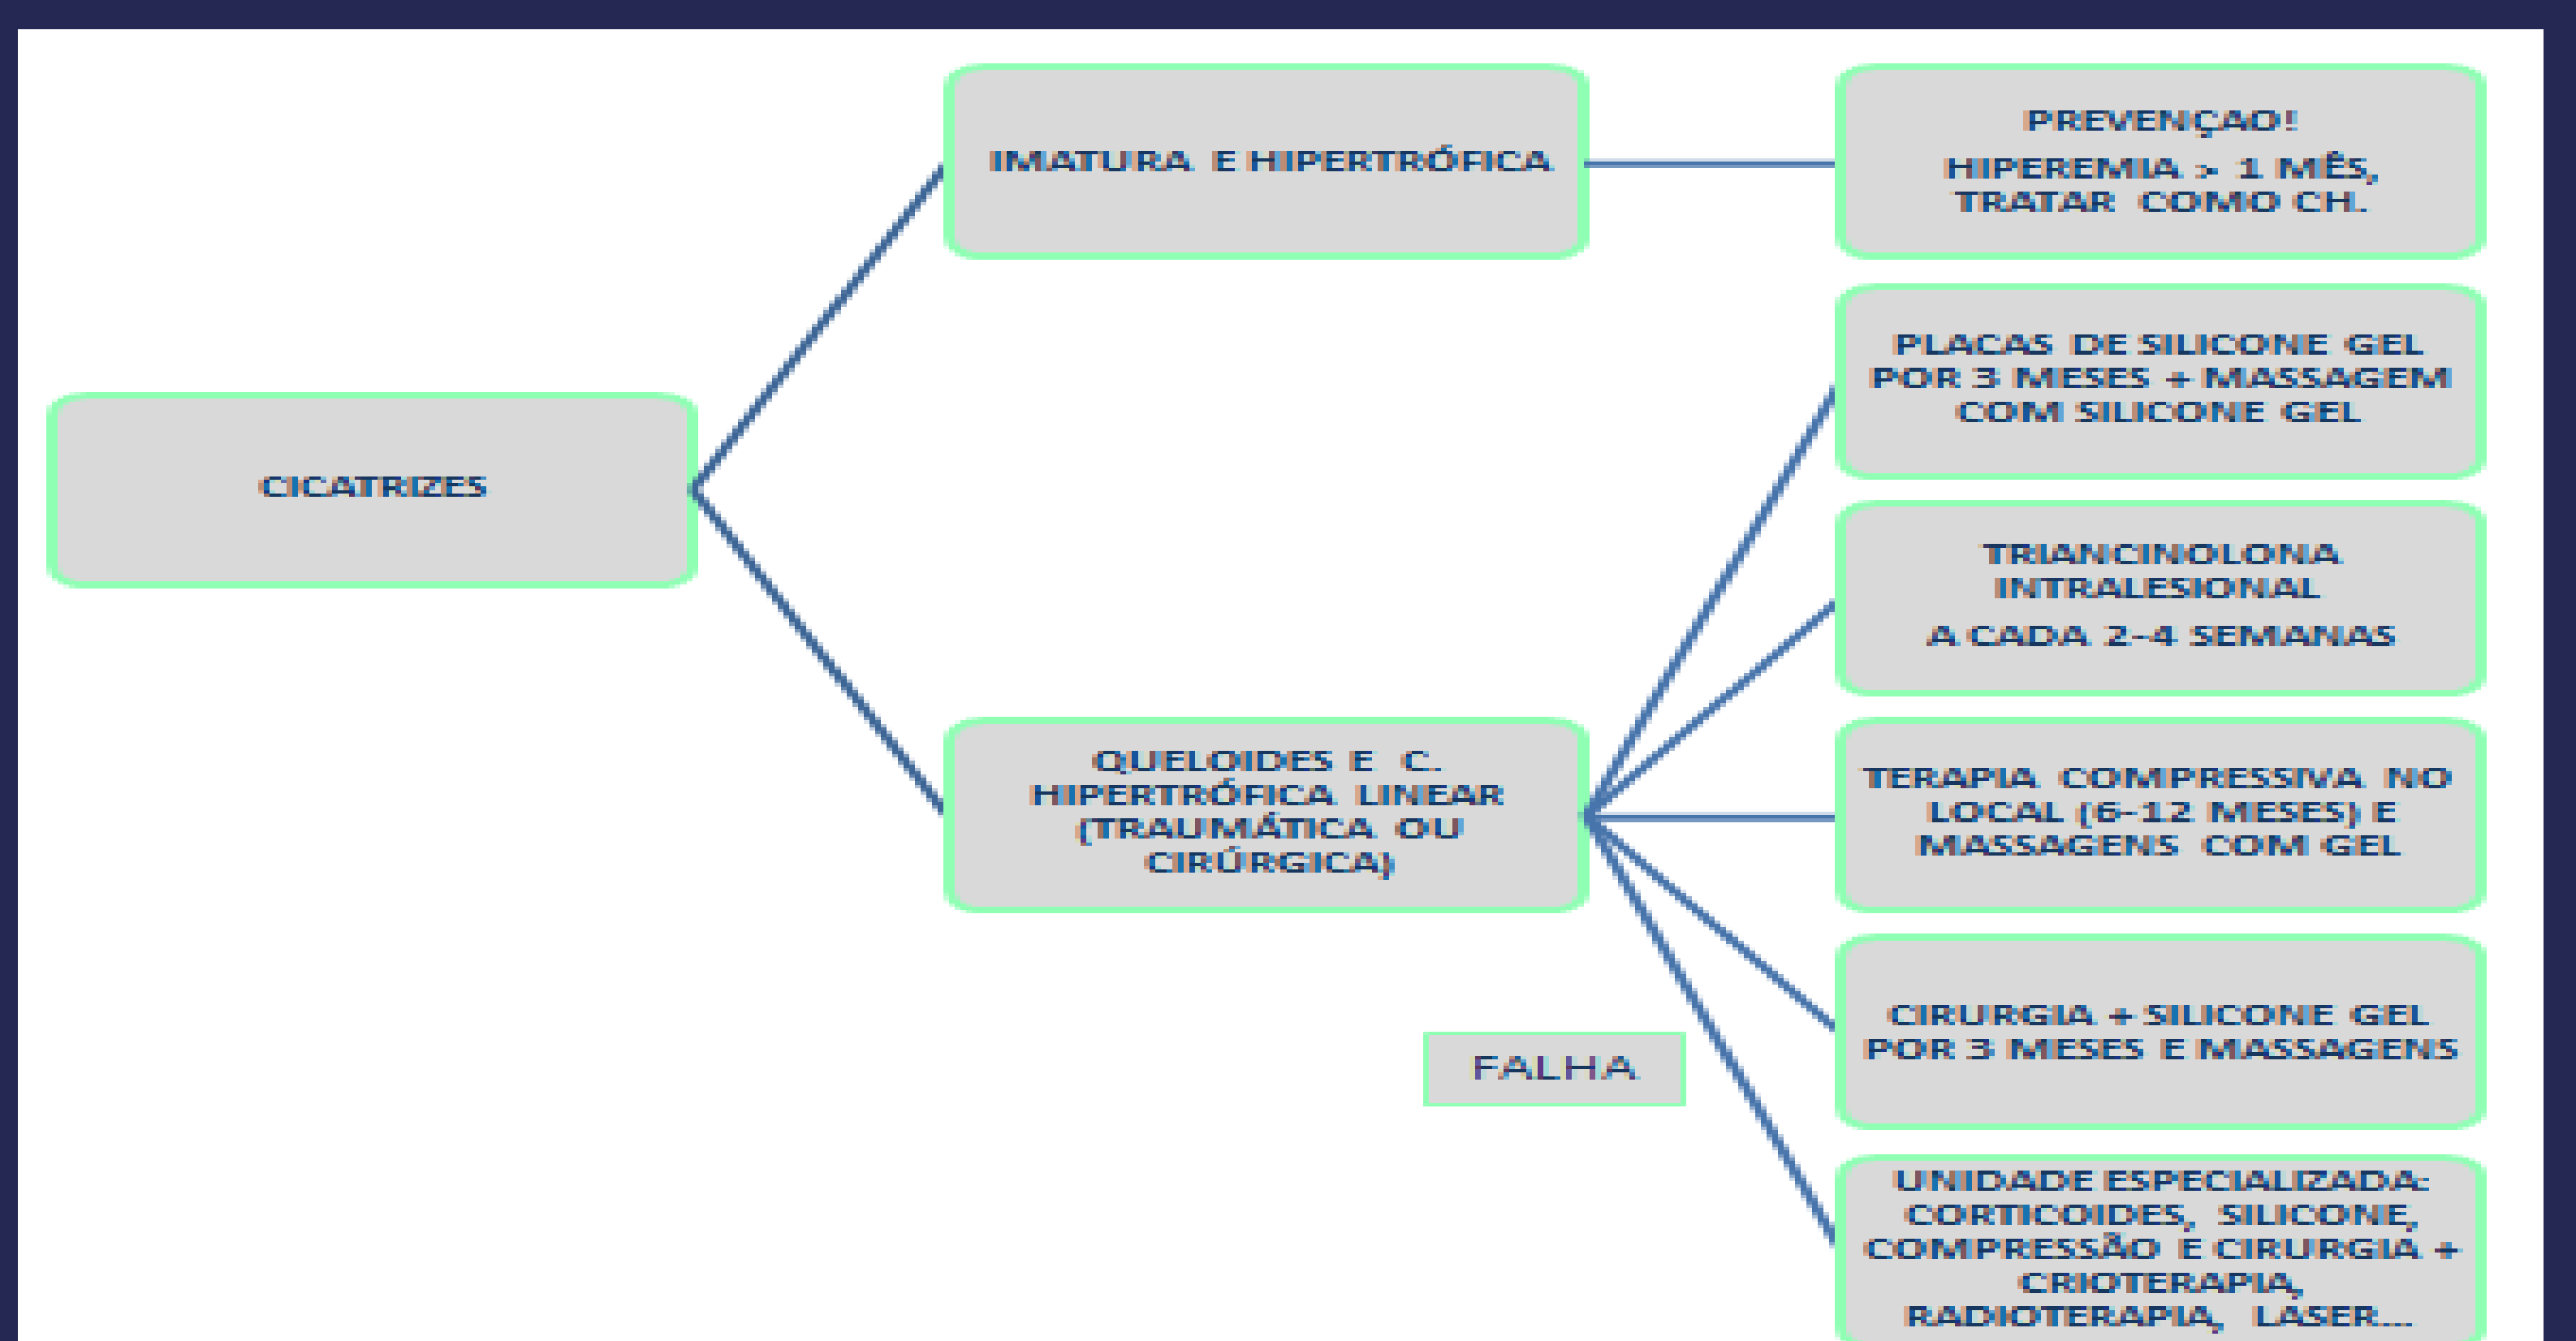 CICATRIZES
IMATURA E HIPERTRÓFICA
PREVENÇAO!
HIPEREMIA > 1 MÊS,
TRATAR COMO CH.
QUELOIDES E C.
HIPERTRÓFICA LINEAR
(TRAUMÁTICA OU
CIRÚRGICA)
PLACAS DE SILICONE GEL
POR 3 MESES + MASSAGEM
COM SILICONE GEL
TRIANCINOLONA
INTRALESIONAL
A CADA 2-4 SEMANAS
TERAPIA COMPRESSIVA NO
LOCAL (6-12 MESES) E
MASSAGENS COM GEL
CIRURGIA + SILICONE GEL
POR 3 MESES E MASSAGENS
FALHA
UNIDADE ESPECIALIZADA:
CORTICOIDES, SILICONE,
COMPRESSÃO E CIRURGIA +
CRIOTERAPIA,
RADIOTERAPIA, LASER...